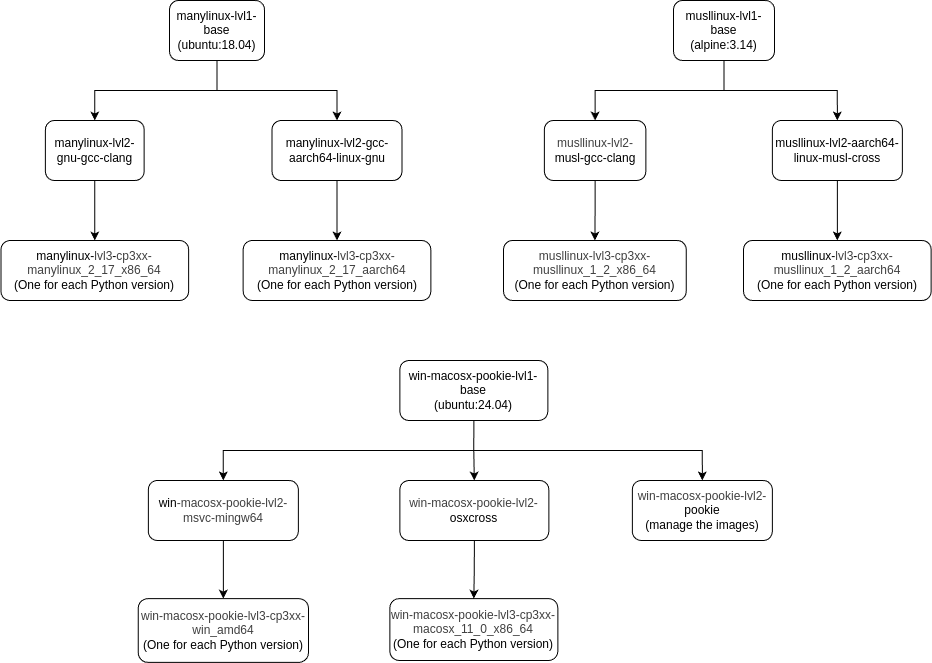 manylinux-lvl1-
base
(ubuntu:18.04)
musllinux-lvl1-
base
(alpine:3.14)
manylinux-lvl2-
gnu-gcc-clang
manylinux-lvl2-gcc-
aarch64-linux-gnu
musllinux-lvl2-
musl-gcc-clang
musllinux-lvl2-aarch64-
linux-musl-cross
manylinux-lvl3-cp3xx-
manylinux_2_17_x86_64
(One for each Python version)
manylinux-lvl3-cp3xx-
manylinux_2_17_aarch64
(One for each Python version)
musllinux-lvl3-cp3xx-
musllinux_1_2_x86_64
(One for each Python version)
musllinux-lvl3-cp3xx-
musllinux_1_2_aarch64
(One for each Python version)
win-macosx-pookie-lvl1-
base
(ubuntu:24.04)
win-macosx-pookie-lvl2-
msvc-mingw64
win-macosx-pookie-lvl2-
osxcross
win-macosx-pookie-lvl2-
pookie
(manage the images)
win-macosx-pookie-lvl3-cp3xx-
win_amd64
(One for each Python version)
win-macosx-pookie-lvl3-cp3xx-
macosx_11_0_x86_64
(One for each Python version)